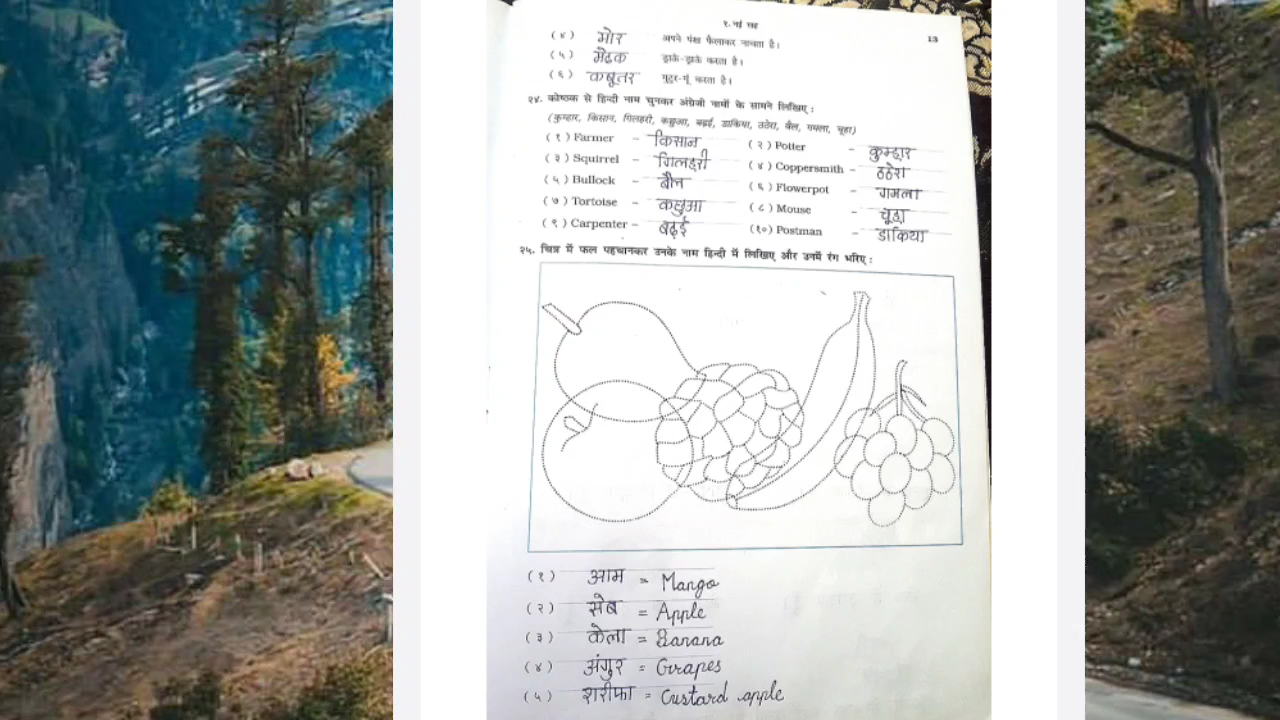 १. नई राह
13
(४) मोर अपने पंख फैलाकर नाचता है।
(५) मेंढक ड्राकें-ड्राकें करता है।
(६) कबूतर गुटुर-गूँ करता है।
२४. कोष्ठक से हिन्दी नाम चुनकर अंग्रेजी नामों के सामने लिखिए :
(कुम्हार, किसान, गिलहरी, कछुआ, बढ़ई, डाकिया, ठठेरा, बैल, गमला, चूहा)
(१) Farmer – किसान (२) Potter – कुम्हार
(३) Squirrel – गिलहरी (४) Coppersmith – ठठेरा
(५) Bullock – बैल (६) Flowerpot – गमला
(७) Tortoise – कछुआ (८) Mouse – चूहा
(९) Carpenter – बढ़ई (१०) Postman – डाकिया
२५. चित्र में फल पहचानकर उनके नाम हिन्दी में लिखिए और उनमें रंग भरिए :
(१) आम = Mango
(२) सेब = Apple
(३) केला = Banana
(४) अंगुर = Grapes
(५) शरीफा = Custard apple